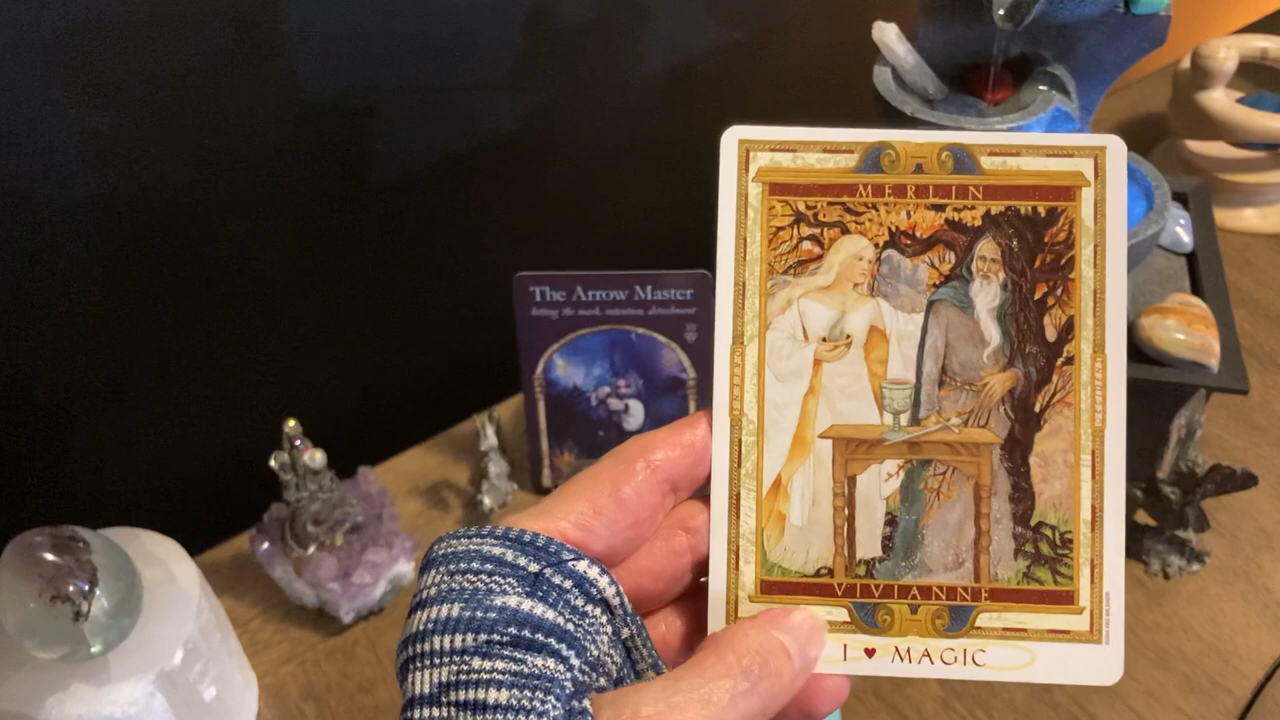 MERLIN
VIVIANNE
I ♥ MAGIC
The Arrow Master
hitting the mark, intention, detachment